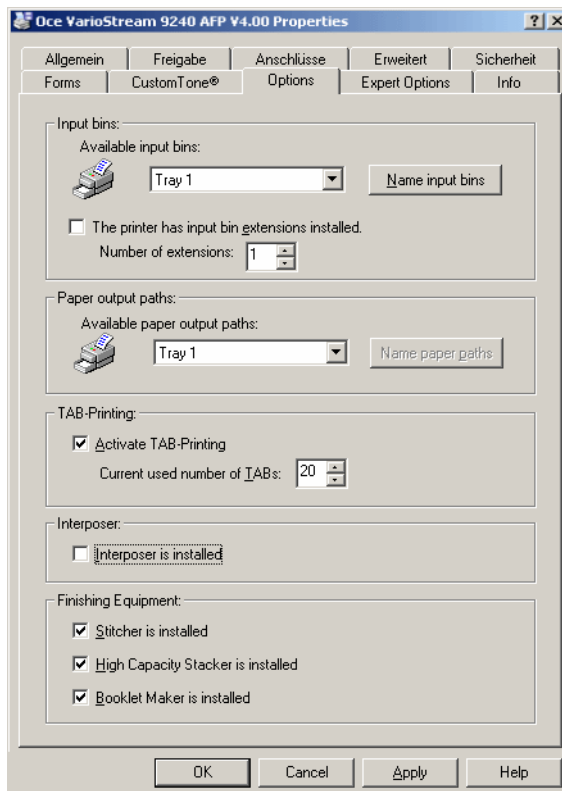 Oce VarioStream 9240 AFP V4.00 Properties
Allgemein Freigabe Anschlüsse Erweitert Sicherheit
Forms CustomTone® Options Expert Options Info
Input bins:
Available input bins:
Tray 1 Name input bins
The printer has input bin extensions installed.
Number of extensions: 1
Paper output paths:
Available paper output paths:
Tray 1 Name paper paths
TAB-Printing:
Activate TAB-Printing
Current used number of TABs: 20
Interposer:
Interposer is installed
Finishing Equipment:
Stitcher is installed
High Capacity Stacker is installed
Booklet Maker is installed
OK Cancel Apply Help